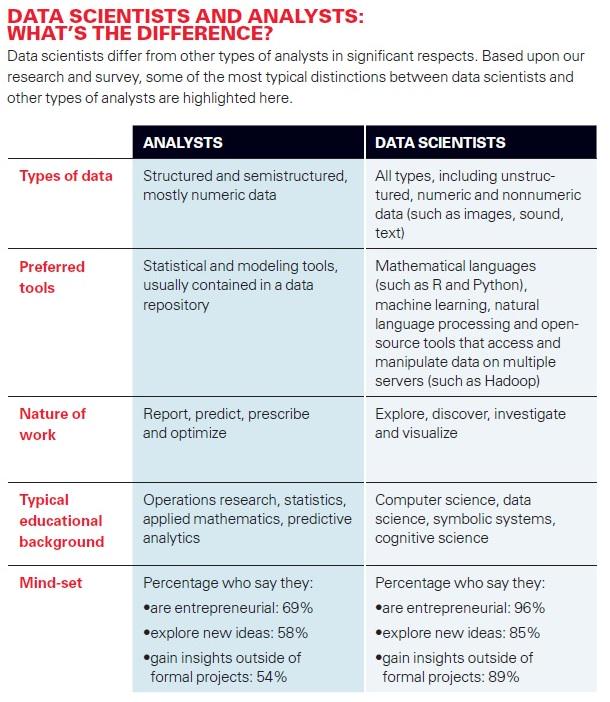 DATA SCIENTISTS AND ANALYSTS:
WHAT'S THE DIFFERENCE?
Data scientists differ from other types of analysts in significant respects. Based upon our
research and survey, some of the most typical distinctions between data scientists and
other types of analysts are highlighted here.
ANALYSTS
DATA SCIENTISTS
Types of data
Structured and semistructured,
mostly numeric data
All types, including unstruc-
tured, numeric and nonnumeric
data (such as images, sound,
text)
Preferred
tools
Statistical and modeling tools,
usually contained in a data
repository
Mathematical languages
(such as R and Python),
machine learning, natural
language processing and open-
source tools that access and
manipulate data on multiple
servers (such as Hadoop)
Nature of
work
Report, predict, prescribe
and optimize
Explore, discover, investigate
and visualize
Typical
educational
background
Operations research, statistics,
applied mathematics, predictive
analytics
Computer science, data
science, symbolic systems,
cognitive science
Mind-set
Percentage who say they:
•are entrepreneurial: 69%
•explore new ideas: 58%
•gain insights outside of
formal projects: 54%
Percentage who say they:
•are entrepreneurial: 96%
•explore new ideas: 85%
•gain insights outside of
formal projects: 89%